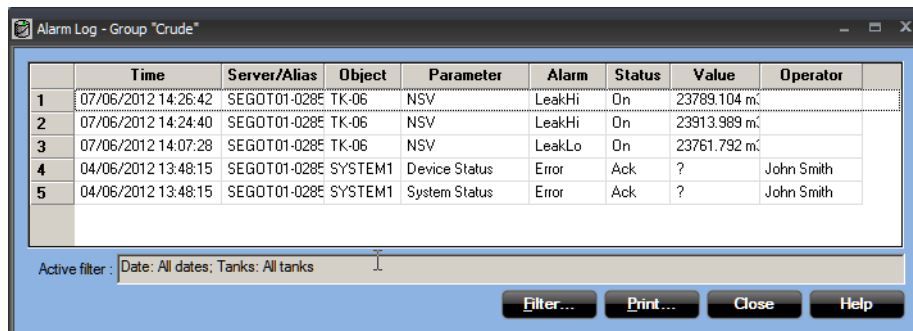 Alarm Log - Group "Crude"
Time Server/Alias Object Parameter Alarm Status Value Operator
1 07/06/2012 14:26:42 SEGOT01-0285 TK-06 NSV LeakHi On 23789.104 m3
2 07/06/2012 14:24:40 SEGOT01-0285 TK-06 NSV LeakHi On 23913.989 m3
3 07/06/2012 14:07:28 SEGOT01-0285 TK-06 NSV LeakLo On 23761.792 m3
4 04/06/2012 13:48:15 SEGOT01-0285 SYSTEM1 Device Status Error Ack ? John Smith
5 04/06/2012 13:48:15 SEGOT01-0285 SYSTEM1 System Status Error Ack ? John Smith
Active filter : Date: All dates; Tanks: All tanks
Filter... Print... Close Help